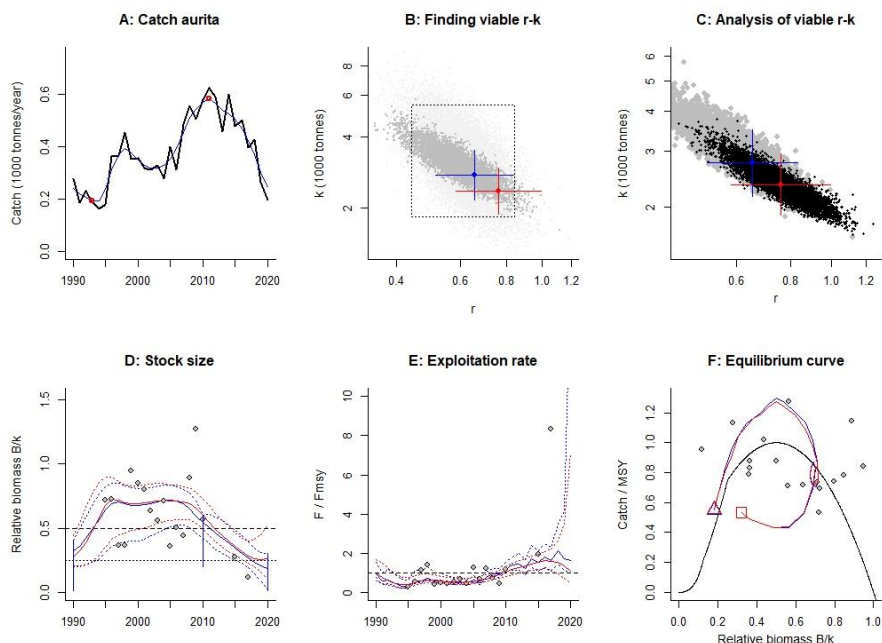 A: Catch aurita
B: Finding viable r-k
C: Analysis of viable r-k
Catch (1000 tonnes/year)
0.0 0.2 0.4 0.6
1990 2000 2010 2020
k (1000 tonnes)
2 4 6 8
0.4 0.6 0.8 1.0 1.2
r
k (1000 tonnes)
2 3 4 5 6
0.6 0.8 1.0 1.2
r
D: Stock size
E: Exploitation rate
F: Equilibrium curve
Relative biomass B/k
0.0 0.5 1.0 1.5
1990 2000 2010 2020
F / Fmsy
0 2 4 6 8 10
1990 2000 2010 2020
Catch / MSY
0.0 0.2 0.4 0.6 0.8 1.0 1.2
0.0 0.2 0.4 0.6 0.8 1.0
Relative biomass B/k